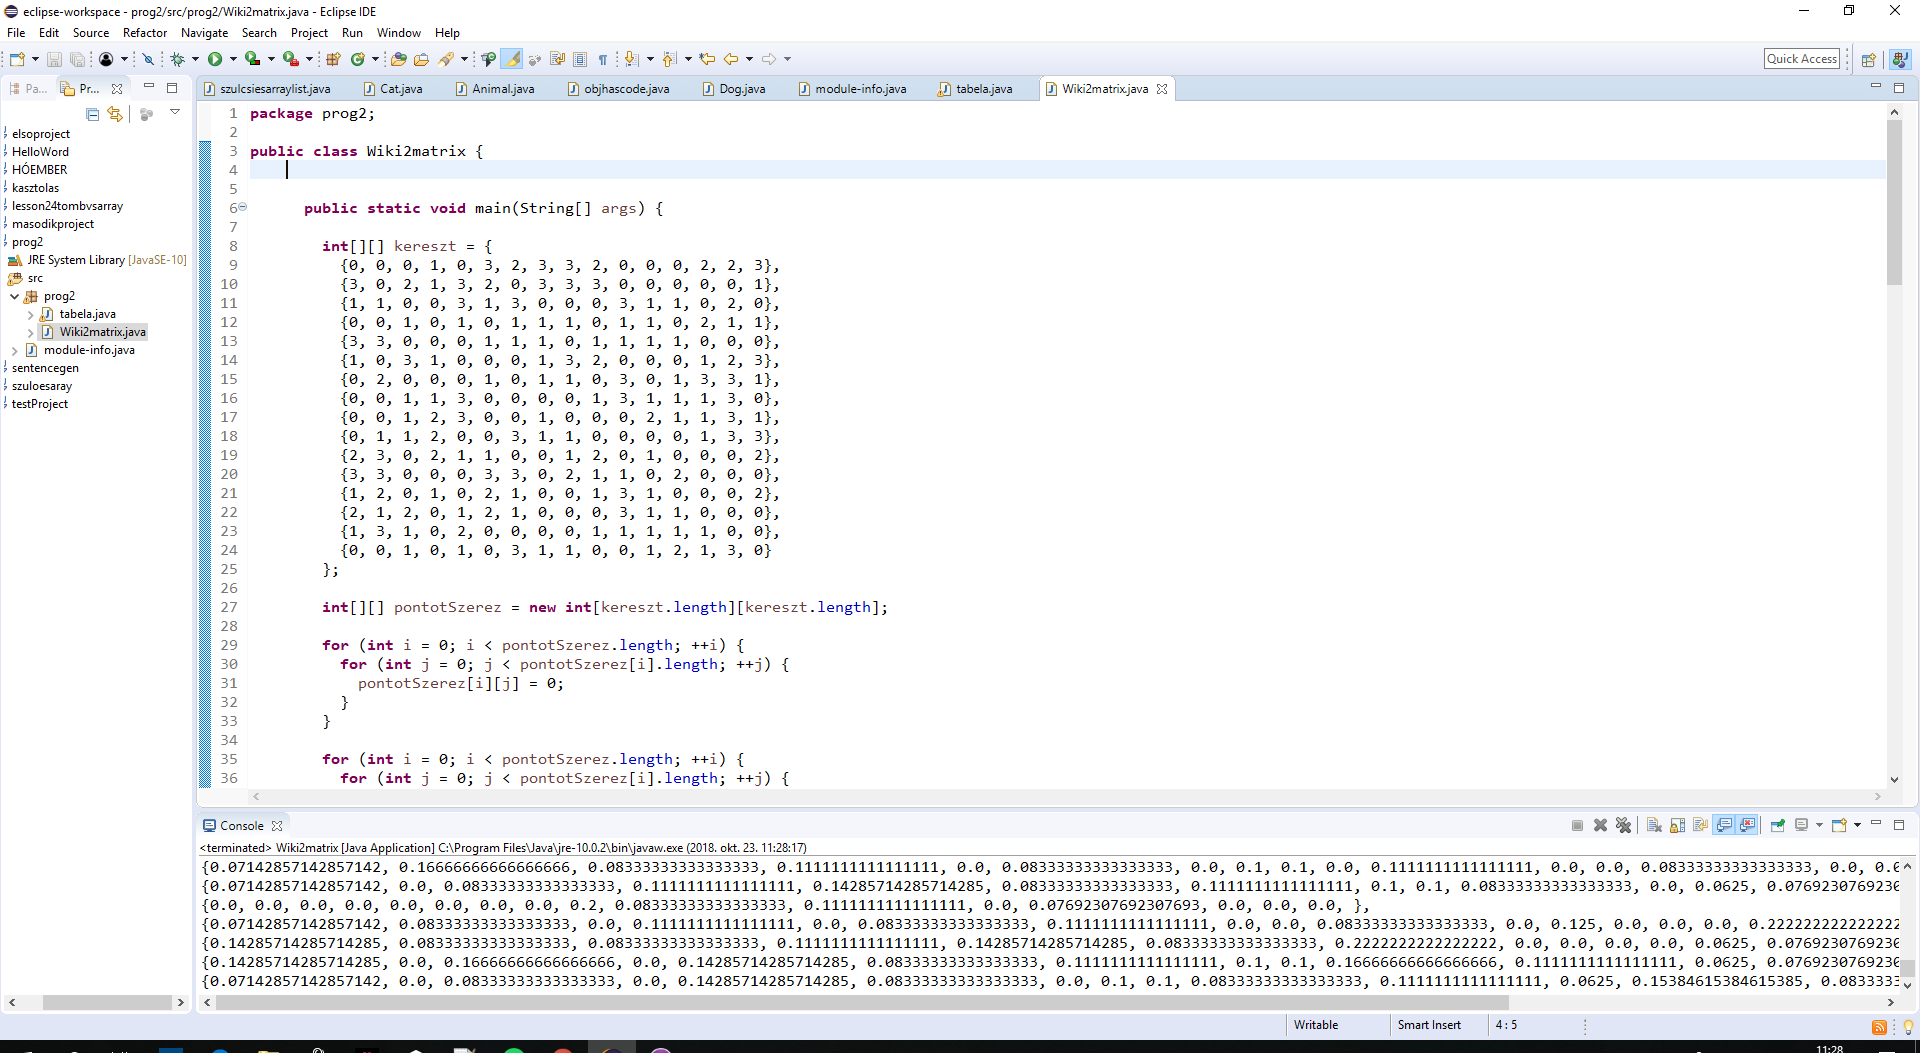 eclipse-workspace - prog2/src/prog2/Wiki2matrix.java - Eclipse IDE
File Edit Source Refactor Navigate Search Project Run Window Help
Quick Access
Pa... Pr...
szulcsiesarraylist.java Cat.java Animal.java objhascode.java Dog.java module-info.java tabela.java Wiki2matrix.java
elsoproject
HelloWord
HÓEMBER
kasztolas
lesson24tombvsarray
masodikproject
prog2
JRE System Library [JavaSE-10]
src
prog2
tabela.java
Wiki2matrix.java
module-info.java
sentencegen
szuloesaray
testProject
1 package prog2;
2
3 public class Wiki2matrix {
4
5
6 public static void main(String[] args) {
7
8 int[][] kereszt = {
9 {0, 0, 0, 1, 0, 3, 2, 3, 3, 2, 0, 0, 0, 2, 2, 3},
10 {3, 0, 2, 1, 3, 2, 0, 3, 3, 3, 0, 0, 0, 0, 0, 1},
11 {1, 1, 0, 0, 3, 1, 3, 0, 0, 0, 3, 1, 1, 0, 2, 0},
12 {0, 0, 1, 0, 1, 0, 1, 1, 1, 0, 1, 1, 0, 2, 1, 1},
13 {3, 3, 0, 0, 0, 1, 1, 1, 0, 1, 1, 1, 1, 0, 0, 0},
14 {1, 0, 3, 1, 0, 0, 0, 1, 3, 2, 0, 0, 0, 1, 2, 3},
15 {0, 2, 0, 0, 0, 1, 0, 1, 1, 0, 3, 0, 1, 3, 3, 1},
16 {0, 0, 1, 1, 3, 0, 0, 0, 0, 1, 3, 1, 1, 1, 3, 0},
17 {0, 0, 1, 2, 3, 0, 0, 1, 0, 0, 0, 2, 1, 1, 3, 1},
18 {0, 1, 1, 2, 0, 0, 3, 1, 1, 0, 0, 0, 0, 1, 3, 3},
19 {2, 3, 0, 2, 1, 1, 0, 0, 1, 2, 0, 1, 0, 0, 0, 2},
20 {3, 3, 0, 0, 0, 3, 3, 0, 2, 1, 1, 0, 2, 0, 0, 0},
21 {1, 2, 0, 1, 0, 2, 1, 0, 0, 1, 3, 1, 0, 0, 0, 2},
22 {2, 1, 2, 0, 1, 2, 1, 0, 0, 0, 3, 1, 1, 0, 0, 0},
23 {1, 3, 1, 0, 2, 0, 0, 0, 0, 1, 1, 1, 1, 1, 0, 0},
24 {0, 0, 1, 0, 1, 0, 3, 1, 1, 0, 0, 1, 2, 1, 3, 0}
25 };
26
27 int[][] pontotSzerez = new int[kereszt.length][kereszt.length];
28
29 for (int i = 0; i < pontotSzerez.length; ++i) {
30 for (int j = 0; j < pontotSzerez[i].length; ++j) {
31 pontotSzerez[i][j] = 0;
32 }
33 }
34
35 for (int i = 0; i < pontotSzerez.length; ++i) {
36 for (int j = 0; j < pontotSzerez[i].length; ++j) {
Console
<terminated> Wiki2matrix [Java Application] C:\Program Files\Java\jre-10.0.2\bin\javaw.exe (2018. okt. 23. 11:28:17)
{0.07142857142857142, 0.16666666666666666, 0.08333333333333333, 0.1111111111111111, 0.0, 0.08333333333333333, 0.0, 0.1, 0.1, 0.0, 0.1111111111111111, 0.0, 0.0, 0.08333333333333333, 0.0,
{0.07142857142857142, 0.0, 0.08333333333333333, 0.1111111111111111, 0.14285714285714285, 0.08333333333333333, 0.1111111111111111, 0.1, 0.1, 0.08333333333333333, 0.0, 0.0625, 0.0769230769230
{0.0, 0.0, 0.0, 0.0, 0.0, 0.0, 0.0, 0.2, 0.08333333333333333, 0.1111111111111111, 0.0, 0.07692307692307693, 0.0, 0.0, 0.0, },
{0.07142857142857142, 0.08333333333333333, 0.0, 0.1111111111111111, 0.0, 0.08333333333333333, 0.1111111111111111, 0.0, 0.0, 0.08333333333333333, 0.0, 0.125, 0.0, 0.0, 0.0, 0.222222222222222
{0.14285714285714285, 0.08333333333333333, 0.08333333333333333, 0.1111111111111111, 0.14285714285714285, 0.08333333333333333, 0.2222222222222222, 0.0, 0.0, 0.0, 0.0, 0.0625, 0.0769230769230
{0.14285714285714285, 0.0, 0.16666666666666666, 0.0, 0.14285714285714285, 0.08333333333333333, 0.1111111111111111, 0.1, 0.1, 0.16666666666666666, 0.1111111111111111, 0.0625, 0.0769230769230
{0.07142857142857142, 0.0, 0.08333333333333333, 0.0, 0.14285714285714285, 0.08333333333333333, 0.0, 0.1, 0.1, 0.08333333333333333, 0.1111111111111111, 0.0625, 0.15384615384615385, 0.083333
Writable Smart Insert 4 : 5
11:28